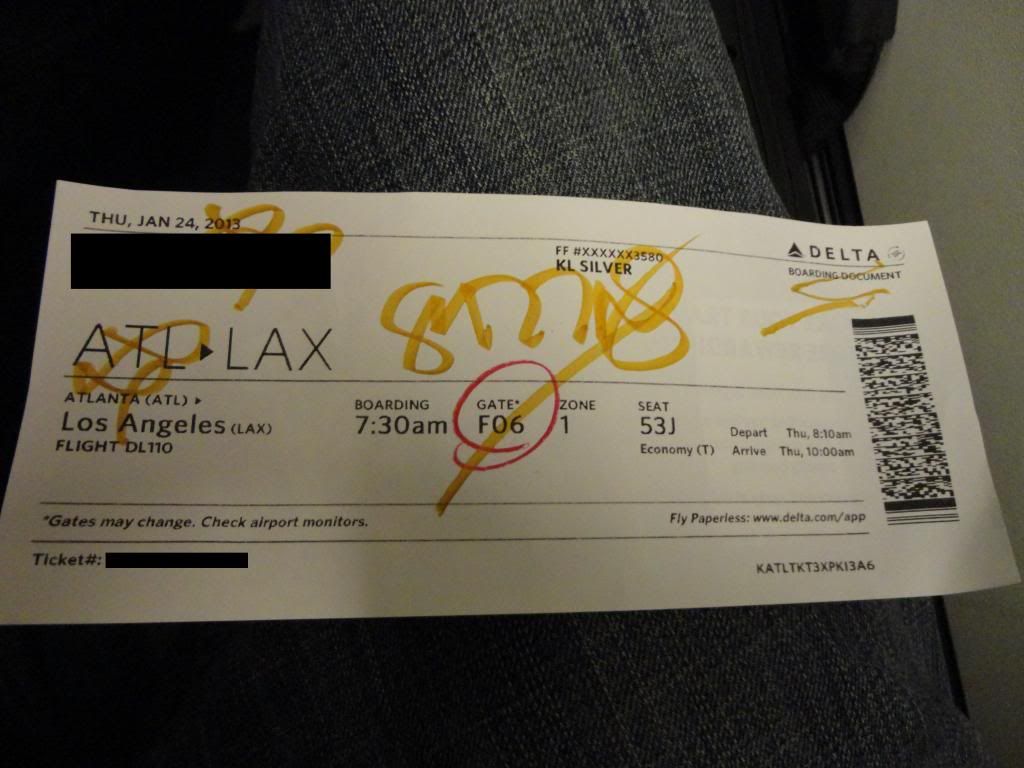 THU, JAN 24, 2013
FF #XXXXXX3580
KL SILVER
DELTA
BOARDING DOCUMENT
ATL ▸ LAX
ATLANTA (ATL) ▸
Los Angeles (LAX)
FLIGHT DL110
BOARDING
7:30am
GATE*
F06
ZONE
1
SEAT
53J
Economy (T)
Depart Thu, 8:10am
Arrive Thu, 10:00am
*Gates may change. Check airport monitors.
Fly Paperless: www.delta.com/app
Ticket#:
KATLTKT3XPKI3A6